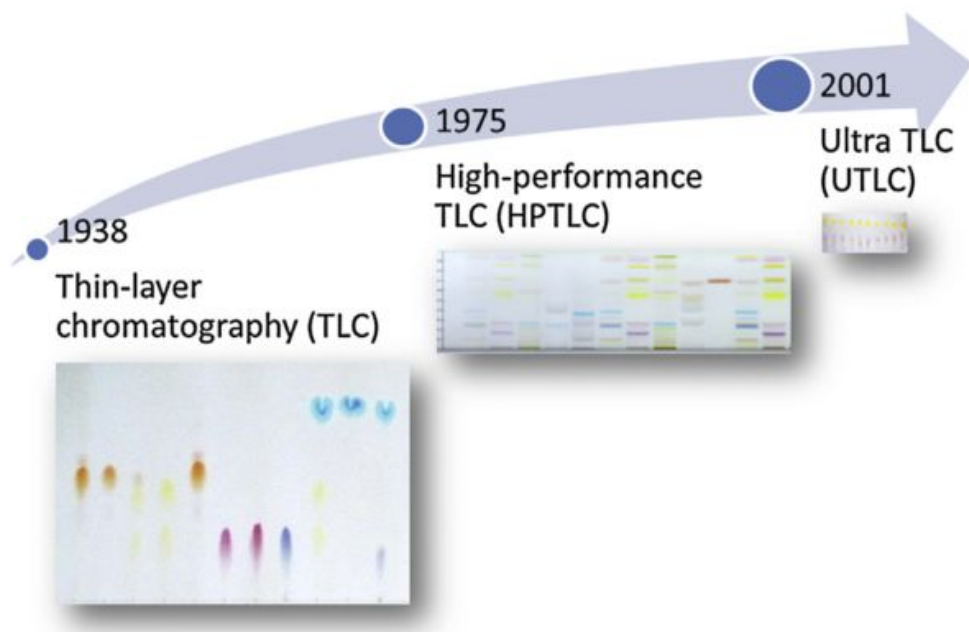 1938
Thin-layer
chromatography (TLC)
1975
High-performance
TLC (HPTLC)
2001
Ultra TLC
(UTLC)